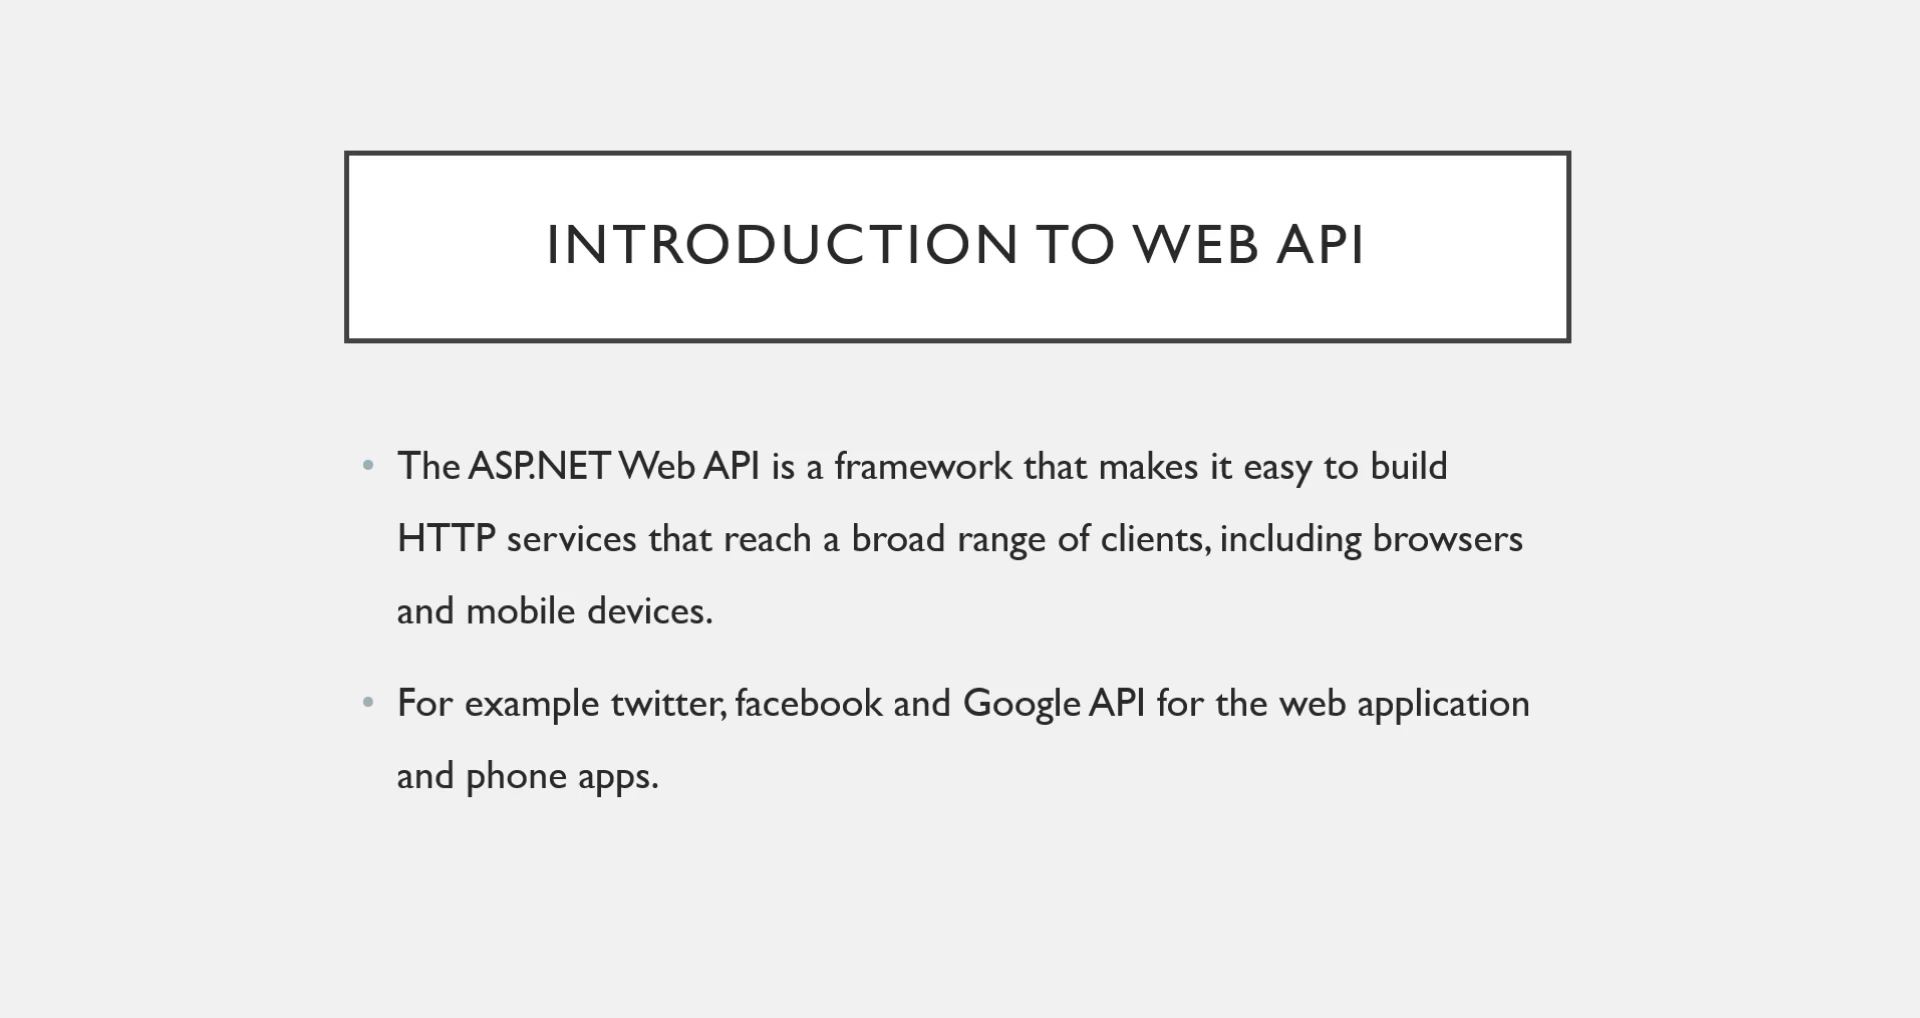 INTRODUCTION TO WEB API
• The ASP.NET Web API is a framework that makes it easy to build
HTTP services that reach a broad range of clients, including browsers
and mobile devices.
• For example twitter, facebook and Google API for the web application
and phone apps.